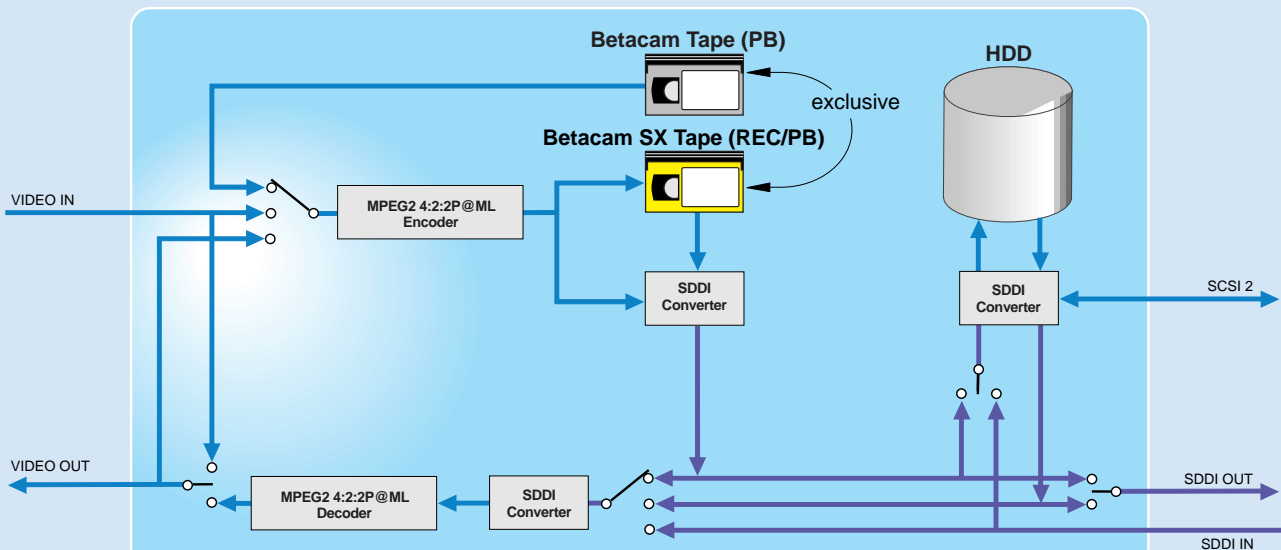 Betacam Tape (PB)
HDD
exclusive
Betacam SX Tape (REC/PB)
VIDEO IN
MPEG2 4:2:2P@ML
Encoder
SDDI
Converter
SDDI
Converter
SCSI 2
VIDEO OUT
MPEG2 4:2:2P@ML
Decoder
SDDI
Converter
SDDI OUT
SDDI IN